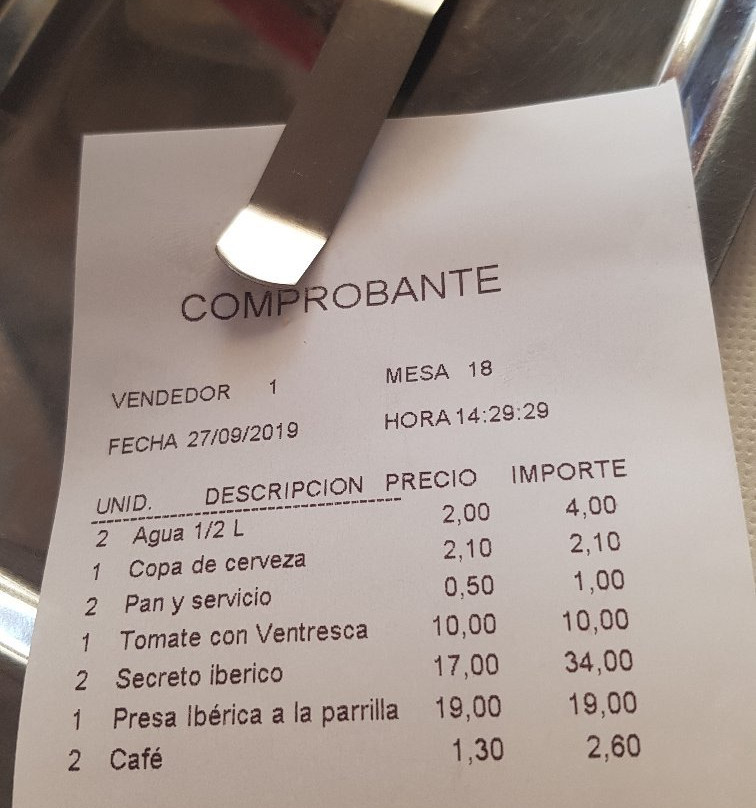 COMPROBANTE
VENDEDOR 1 MESA 18
FECHA 27/09/2019 HORA 14:29:29
UNID. DESCRIPCION PRECIO IMPORTE
2 Agua 1/2 L 2,00 4,00
1 Copa de cerveza 2,10 2,10
2 Pan y servicio 0,50 1,00
1 Tomate con Ventresca 10,00 10,00
2 Secreto iberico 17,00 34,00
1 Presa Ibérica a la parrilla 19,00 19,00
2 Café 1,30 2,60